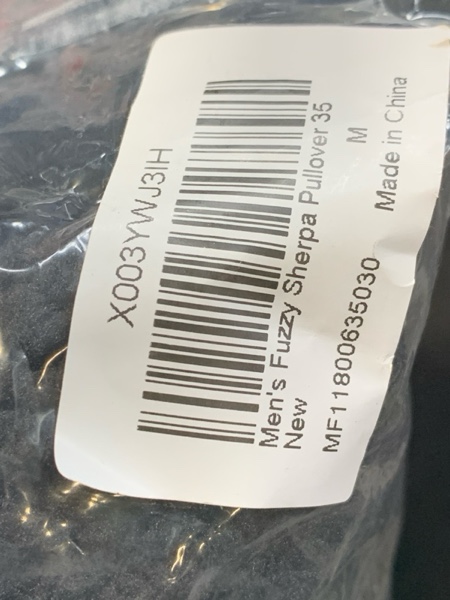 X003YWJ3IH
Men's Fuzzy Sherpa Pullover 35
New
MF11800635030 M
Made in China